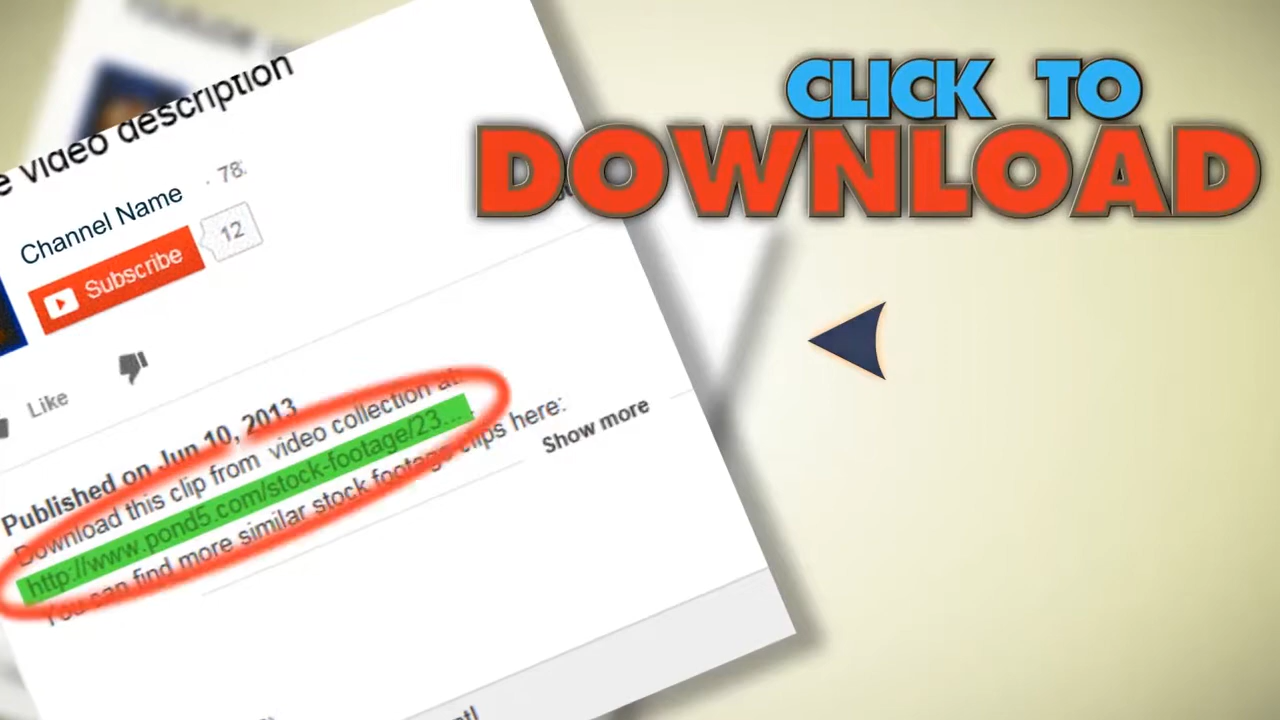 CLICK TO
DOWNLOAD
video description
Channel Name
Subscribe
12
Like
Published on Jun 10, 2013
Download this clip from video collection at
http://www.pond5.com/stock-footage/23...
You can find more similar stock footage clips here:
Show more